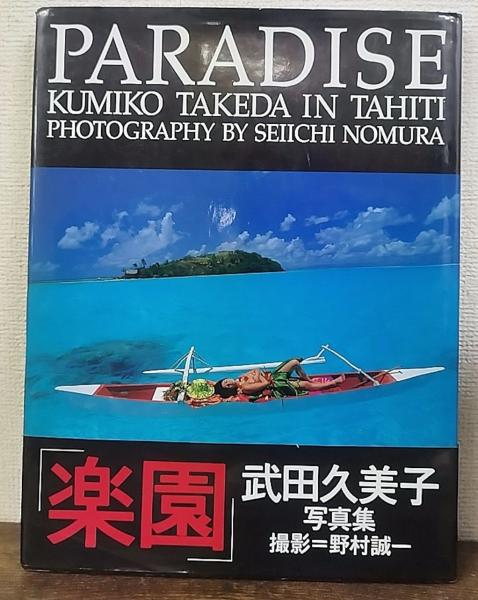 PARADISE
KUMIKO TAKEDA IN TAHITI
PHOTOGRAPHY BY SEIICHI NOMURA
「楽園」
武田久美子
写真集
撮影=野村誠一